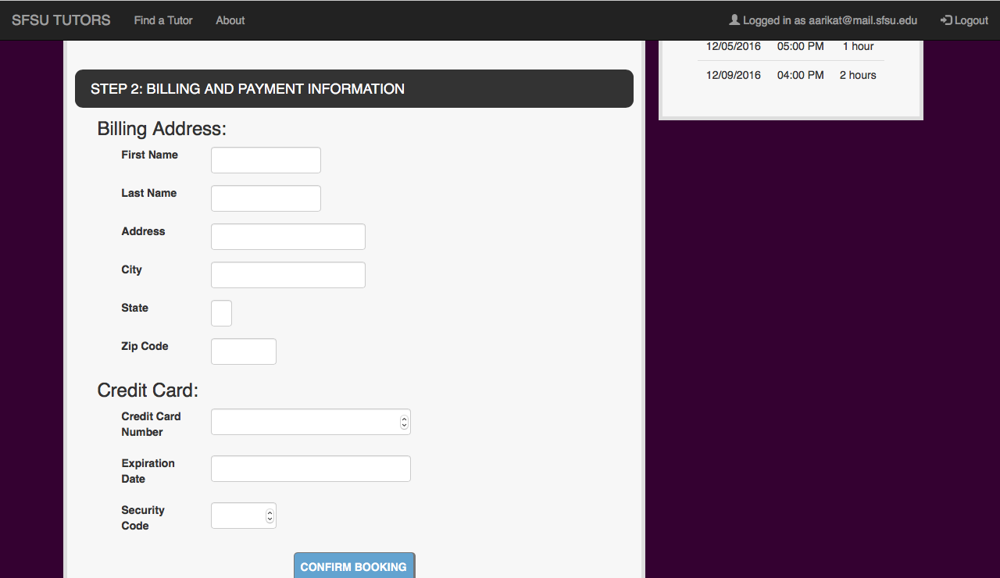 SFSU TUTORS Find a Tutor About Logged in as aarikat@mail.sfsu.edu Logout
12/05/2016 05:00 PM 1 hour
12/09/2016 04:00 PM 2 hours
STEP 2: BILLING AND PAYMENT INFORMATION
Billing Address:
First Name
Last Name
Address
City
State
Zip Code
Credit Card:
Credit Card
Number
Expiration
Date
Security
Code
CONFIRM BOOKING